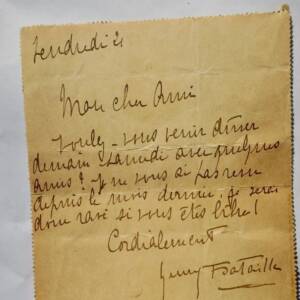 Vendredi 21
Mon cher Ami
Voulez-vous venir dîner
demain samedi avec quelques
amis? Je ne vous ai pas revu
depuis le mois dernier, je serai
donc ravi si vous êtes libre!
Cordialement
Henry Bataille